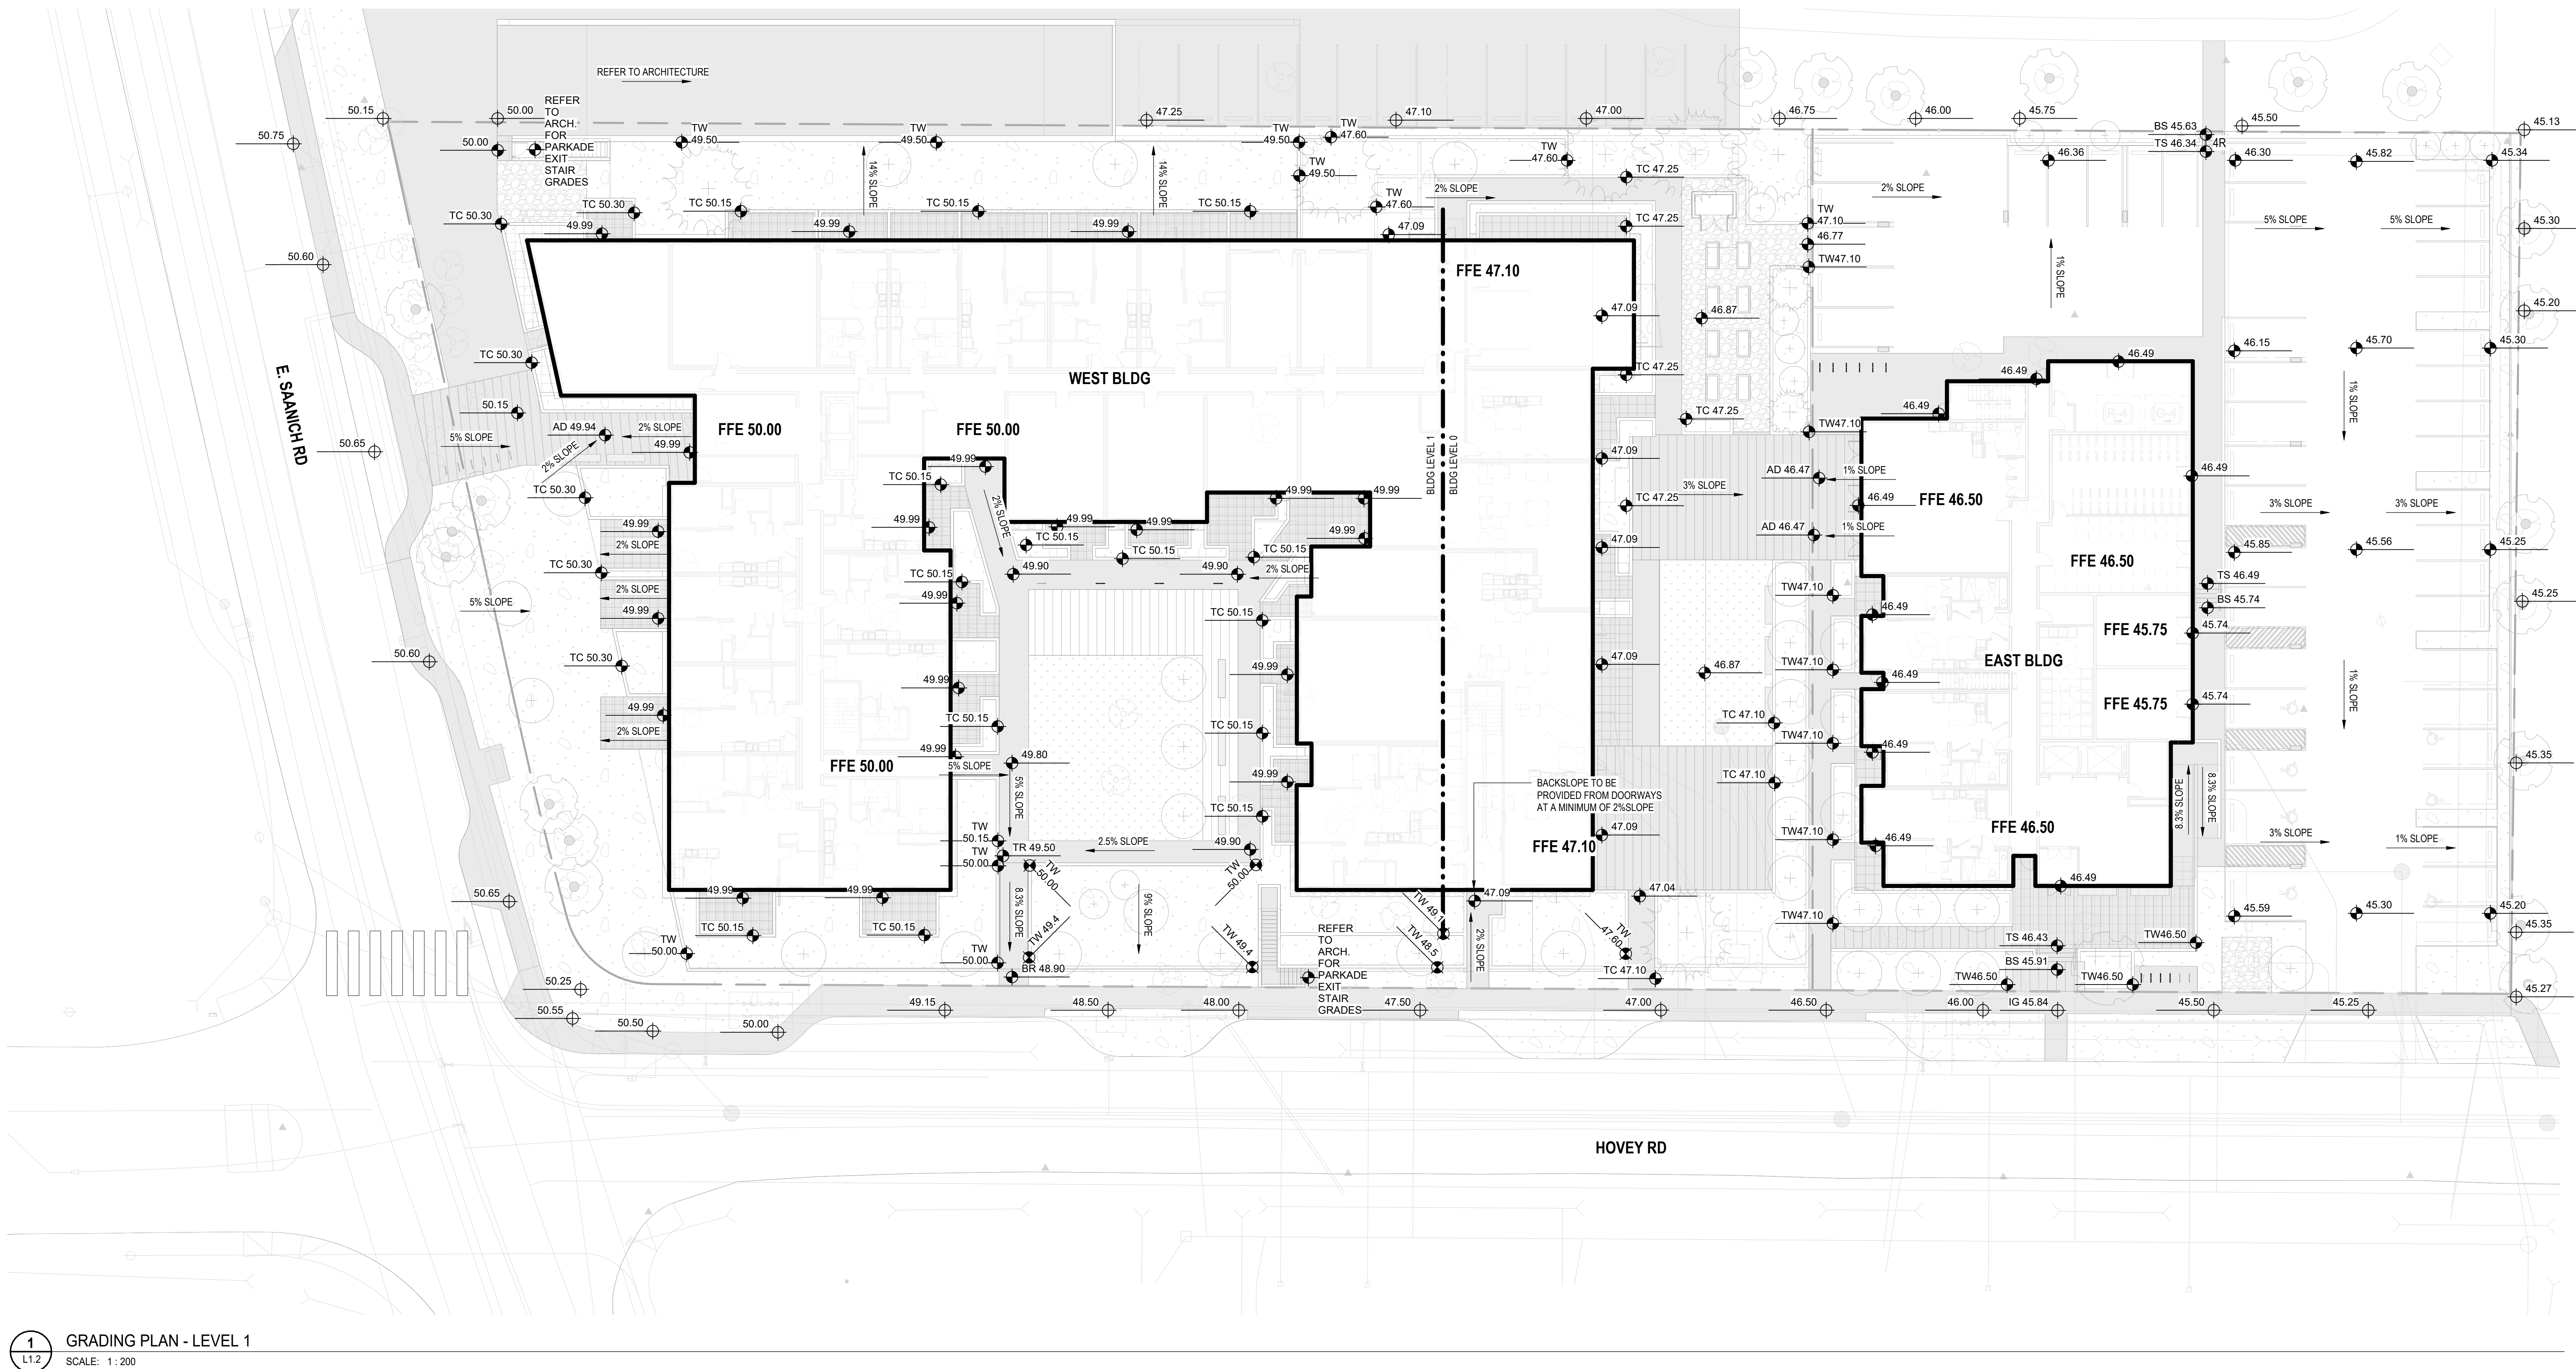 REFER TO ARCHITECTURE
REFER
TO
ARCH.
FOR
PARKADE
EXIT
STAIR
GRADES
50.15
50.00
47.25
47.10
47.00
46.75
46.00
45.75
45.50
45.13
50.75
50.00
TW
49.50
TW
49.50
TW
49.50
TW
47.60
TW
47.60
BS 45.63
TS 46.34
4R
46.36
46.30
45.82
45.34
14% SLOPE
14% SLOPE
TW
49.50
TC 47.25
2% SLOPE
2% SLOPE
TC 50.30
TC 50.30
TC 50.15
TC 50.15
TC 50.15
TW
47.60
TC 47.25
TW
47.10
5% SLOPE
5% SLOPE
45.30
49.99
49.99
49.99
47.09
46.77
TW47.10
50.60
FFE 47.10
1% SLOPE
47.09
46.87
45.20
TC 50.30
E. SAANICH RD
WEST BLDG
TC 47.25
46.49
46.49
46.15
45.70
45.30
1% SLOPE
50.15
TC 47.25
46.49
5% SLOPE
AD 49.94
2% SLOPE
2% SLOPE
49.99
FFE 50.00
FFE 50.00
TW47.10
50.65
49.99
BLDG LEVEL 1
BLDG LEVEL 0
47.09
AD 46.47
1% SLOPE
46.49
TC 50.30
TC 50.15
2% SLOPE
49.99
49.99
3% SLOPE
TC 47.25
46.49
FFE 46.50
3% SLOPE
3% SLOPE
49.99
2% SLOPE
49.99
49.99
49.99
49.99
AD 46.47
1% SLOPE
TC 50.15
TC 50.15
TC 50.15
47.09
45.85
45.56
45.25
FFE 46.50
TC 50.30
2% SLOPE
TC 50.15
49.90
49.90
2% SLOPE
TS 46.49
TW47.10
BS 45.74
5% SLOPE
49.99
49.99
TC 50.15
46.49
45.25
FFE 45.75
45.74
50.60
TC 50.30
49.99
47.09
46.87
TW47.10
EAST BLDG
46.49
49.99
49.99
1% SLOPE
2% SLOPE
TC 50.15
TC 50.15
TC 47.10
FFE 45.75
45.74
49.99
FFE 50.00
5% SLOPE
49.80
5% SLOPE
49.99
TW47.10
46.49
BACKSLOPE TO BE
PROVIDED FROM DOORWAYS
AT A MINIMUM OF 2%SLOPE
TC 47.10
8.3% SLOPE
8.3% SLOPE
45.35
TC 50.15
TW
50.15
TR 49.50
TW
50.00
2.5% SLOPE
49.90
47.09
FFE 47.10
TW47.10
46.49
FFE 46.50
3% SLOPE
1% SLOPE
TW
50.00
TW
50.00
49.99
49.99
50.65
8.3% SLOPE
9% SLOPE
47.09
47.04
46.49
TC 50.15
TC 50.15
TW 49.4
TW 49.4
TW 48.5
2% SLOPE
TW
47.60
TW47.10
45.59
45.30
45.20
45.35
TW
50.00
TW
50.00
BR 48.90
REFER
TO
ARCH.
FOR
PARKADE
EXIT
STAIR
GRADES
TC 47.10
TS 46.43
TW46.50
BS 45.91
TW46.50
TW46.50
50.25
50.55
50.50
50.00
49.15
48.50
48.00
47.50
47.00
46.50
46.00
IG 45.84
45.50
45.25
45.27
HOVEY RD
1
L1.2
GRADING PLAN - LEVEL 1
SCALE: 1 : 200